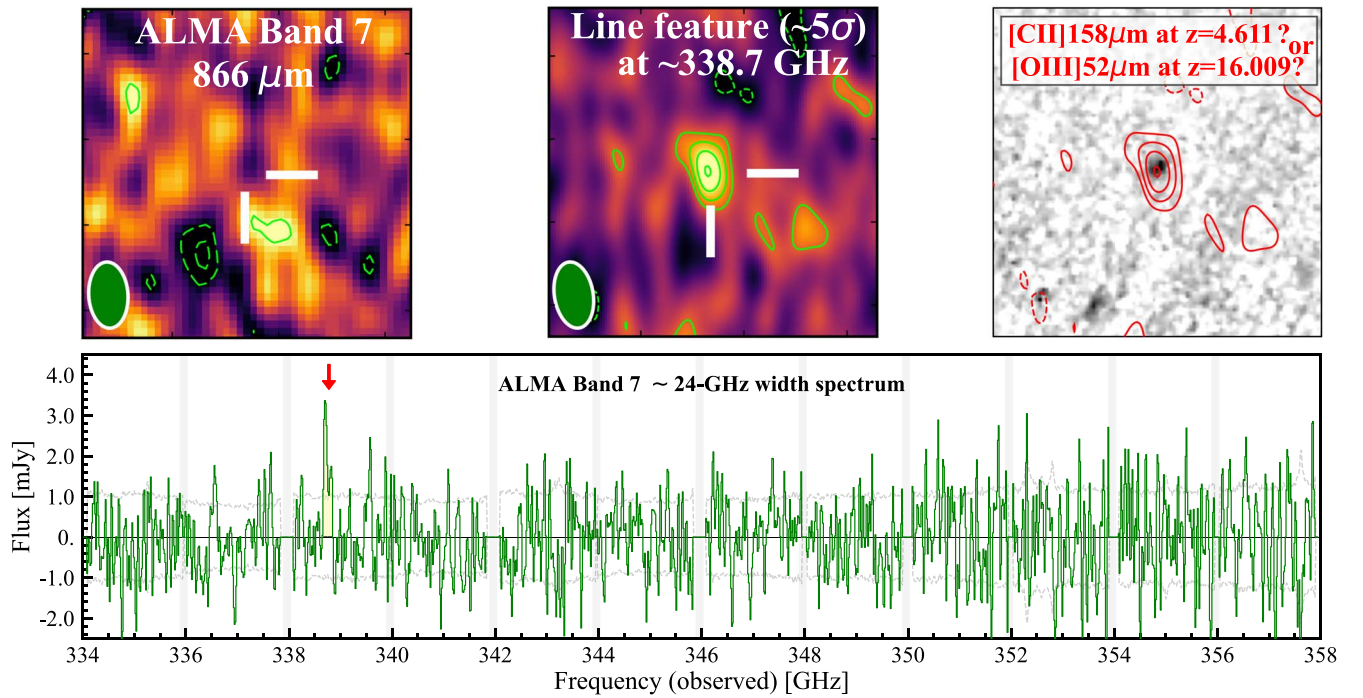 ALMA Band 7
866 μm
Line feature (~5σ)
at ~338.7 GHz
[CII]158μm at z=4.611?
or
[OIII]52μm at z=16.009?
ALMA Band 7 ~ 24-GHz width spectrum
4.0
3.0
2.0
1.0
0.
-1.0
-2.0
Flux [mJy]
334 336 338 340 342 344 346 348 350 352 354 356 358
Frequency (observed) [GHz]